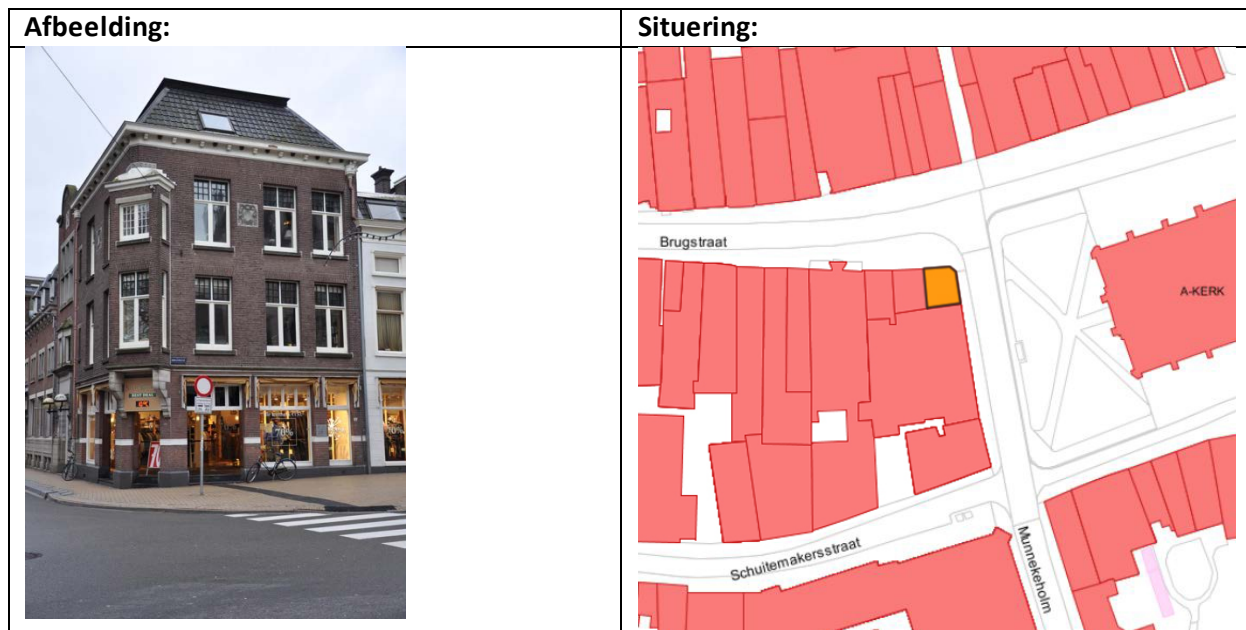 Afbeelding:
Situering:
Brugstraat
A-KERK
Schuitemakersstraat
Munnekeholm